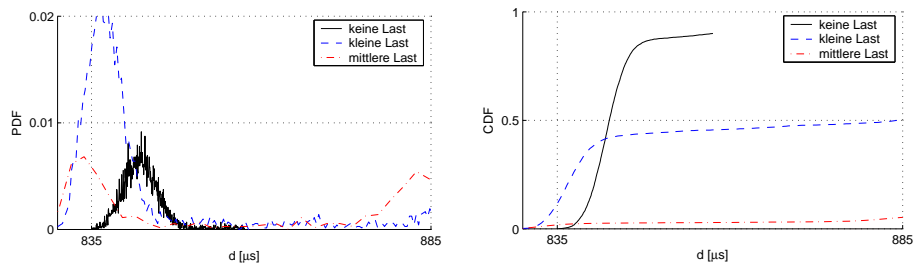 0.02
0.01
0
PDF
835
885
d [µs]
keine Last
kleine Last
mittlere Last
1
0.5
0
CDF
835
885
d [µs]
keine Last
kleine Last
mittlere Last